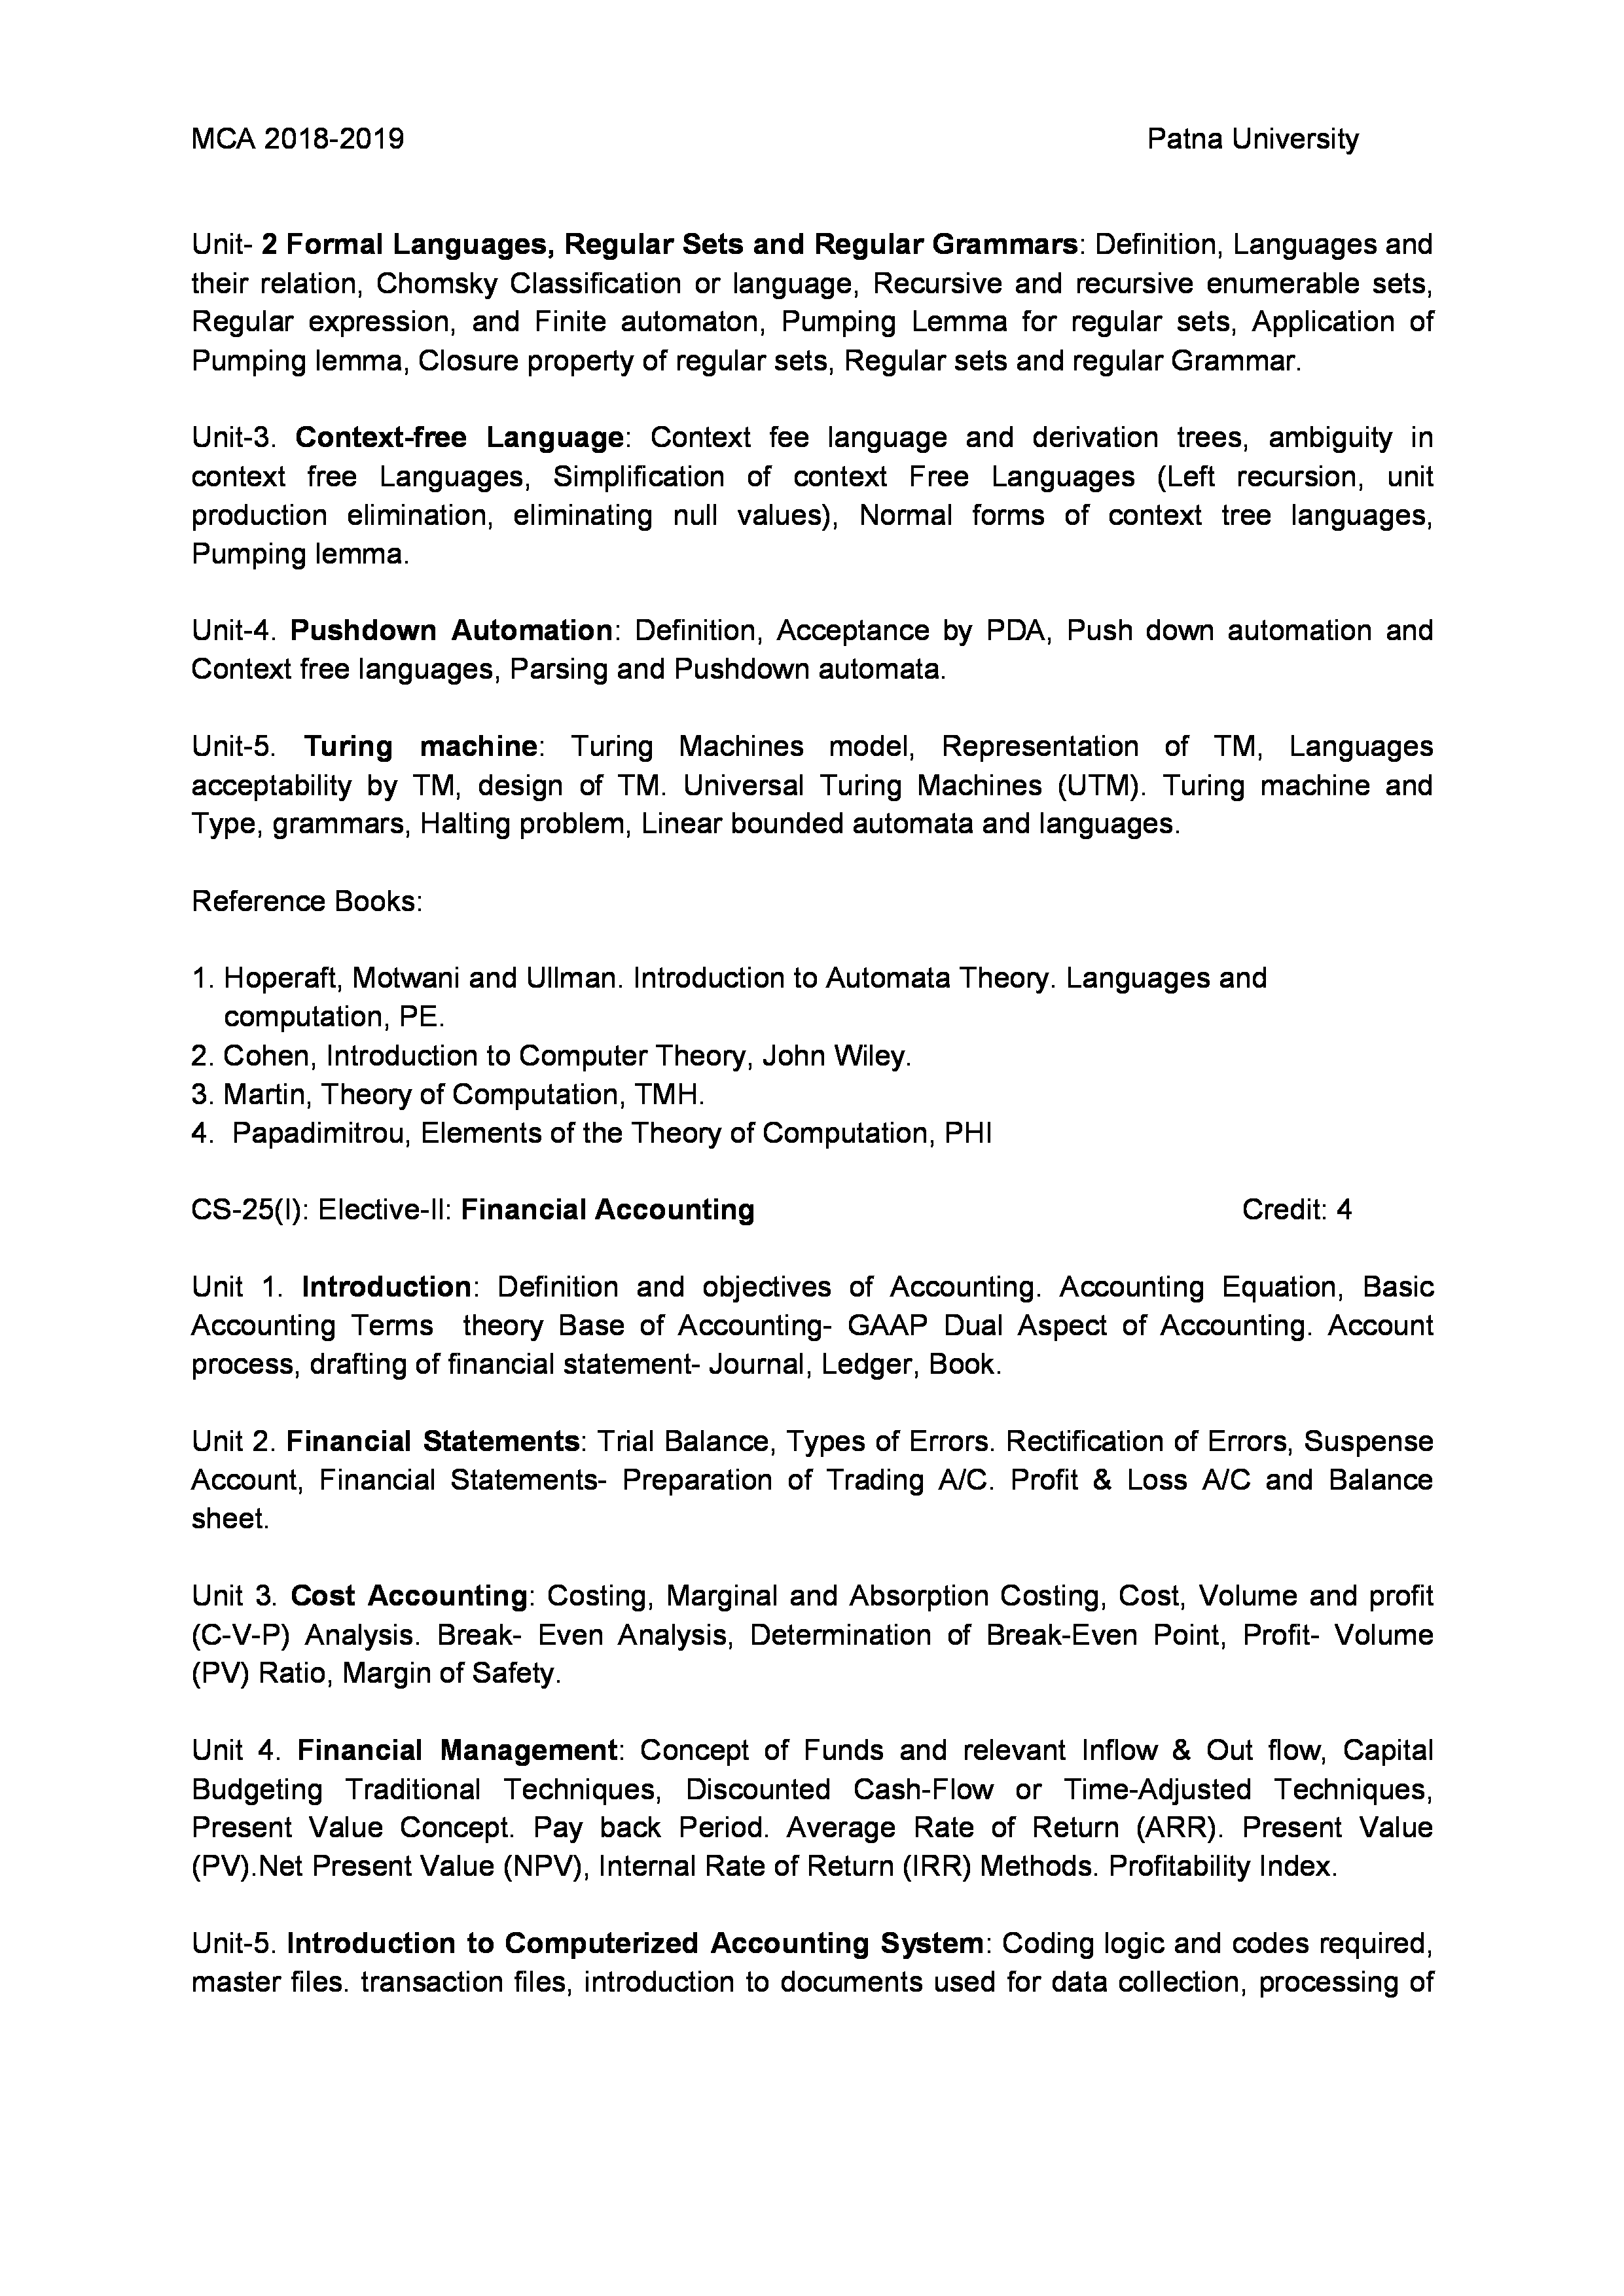 MCA 2018-2019 Patna University
Unit- 2 Formal Languages, Regular Sets and Regular Grammars: Definition, Languages and
their relation, Chomsky Classification or language, Recursive and recursive enumerable sets,
Regular expression, and Finite automaton, Pumping Lemma for regular sets, Application of
Pumping lemma, Closure property of regular sets, Regular sets and regular Grammar.
Unit-3. Context-free Language: Context fee language and derivation trees, ambiguity in
context free Languages, Simplification of context Free Languages (Left recursion, unit
production elimination, eliminating null values), Normal forms of context tree languages,
Pumping lemma.
Unit-4. Pushdown Automation: Definition, Acceptance by PDA, Push down automation and
Context free languages, Parsing and Pushdown automata.
Unit-5. Turing machine: Turing Machines model, Representation of TM, Languages
acceptability by TM, design of TM. Universal Turing Machines (UTM). Turing machine and
Type, grammars, Halting problem, Linear bounded automata and languages.
Reference Books:
1. Hoperaft, Motwani and Ullman. Introduction to Automata Theory. Languages and
computation, PE.
2. Cohen, Introduction to Computer Theory, John Wiley.
3. Martin, Theory of Computation, TMH.
4. Papadimitrou, Elements of the Theory of Computation, PHI
CS-25(I): Elective-II: Financial Accounting Credit: 4
Unit 1. Introduction: Definition and objectives of Accounting. Accounting Equation, Basic
Accounting Terms theory Base of Accounting- GAAP Dual Aspect of Accounting. Account
process, drafting of financial statement- Journal, Ledger, Book.
Unit 2. Financial Statements: Trial Balance, Types of Errors. Rectification of Errors, Suspense
Account, Financial Statements- Preparation of Trading A/C. Profit & Loss A/C and Balance
sheet.
Unit 3. Cost Accounting: Costing, Marginal and Absorption Costing, Cost, Volume and profit
(C-V-P) Analysis. Break- Even Analysis, Determination of Break-Even Point, Profit- Volume
(PV) Ratio, Margin of Safety.
Unit 4. Financial Management: Concept of Funds and relevant Inflow & Out flow, Capital
Budgeting Traditional Techniques, Discounted Cash-Flow or Time-Adjusted Techniques,
Present Value Concept. Pay back Period. Average Rate of Return (ARR). Present Value
(PV).Net Present Value (NPV), Internal Rate of Return (IRR) Methods. Profitability Index.
Unit-5. Introduction to Computerized Accounting System: Coding logic and codes required,
master files. transaction files, introduction to documents used for data collection, processing of